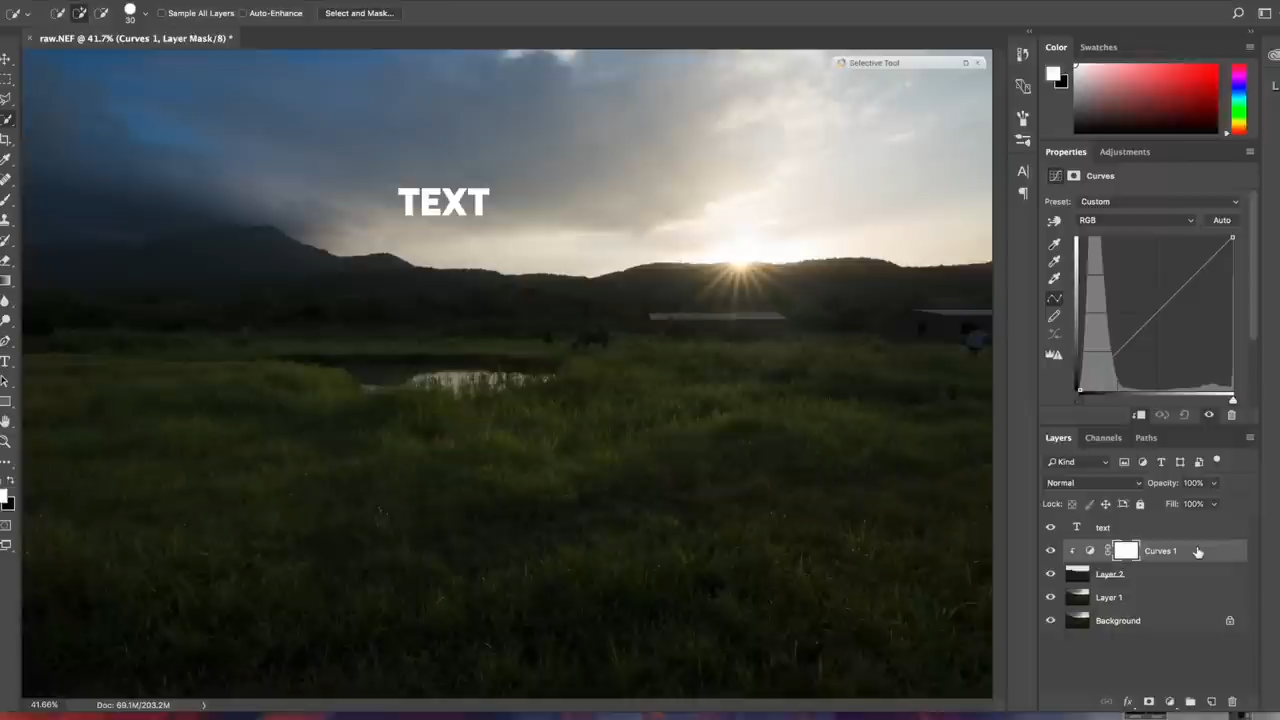 30
Sample All Layers
Auto-Enhance
Select and Mask...
raw.NEF @ 41.7% (Curves 1, Layer Mask/8) *
Selective Tool
TEXT
41.66%
Doc: 69.1M/203.2M
Color
Swatches
Properties
Adjustments
Curves
Preset: Custom
RGB
Auto
Layers
Channels
Paths
Kind
Normal
Opacity: 100%
Lock:
Fill: 100%
text
Curves 1
Layer 2
Layer 1
Background